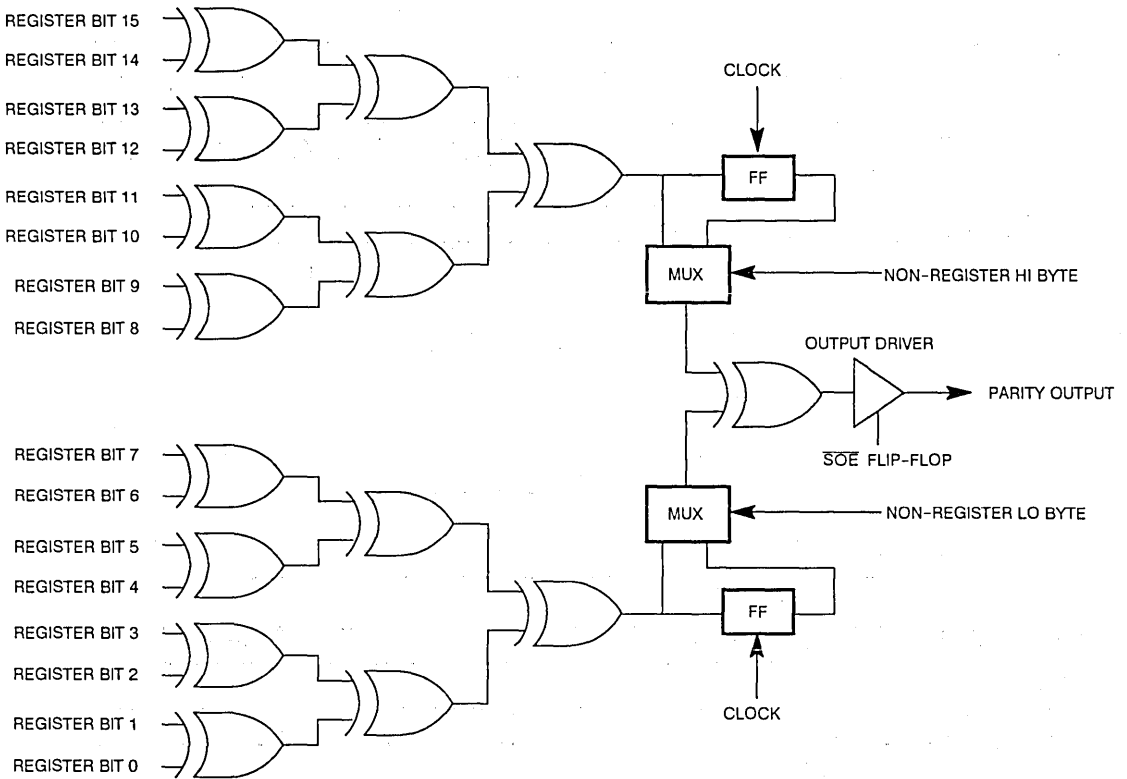 REGISTER BIT 15
REGISTER BIT 14
REGISTER BIT 13
REGISTER BIT 12
REGISTER BIT 11
REGISTER BIT 10
REGISTER BIT 9
REGISTER BIT 8
CLOCK
FF
MUX
NON-REGISTER HI BYTE
OUTPUT DRIVER
PARITY OUTPUT
SOE FLIP-FLOP
REGISTER BIT 7
REGISTER BIT 6
REGISTER BIT 5
REGISTER BIT 4
REGISTER BIT 3
REGISTER BIT 2
REGISTER BIT 1
REGISTER BIT 0
MUX
NON-REGISTER LO BYTE
FF
CLOCK